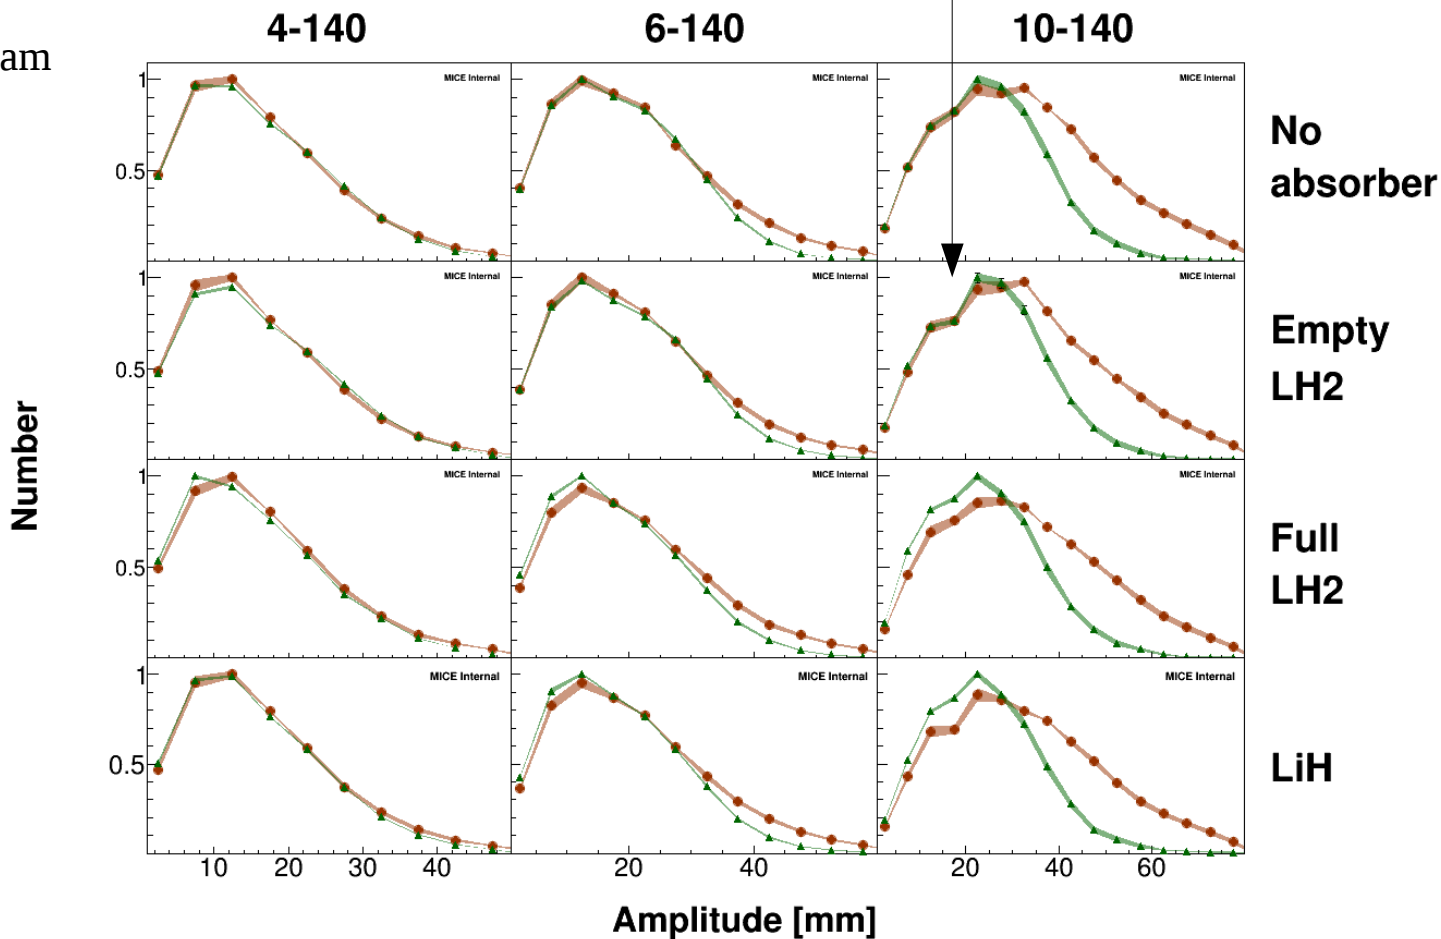 4-140 6-140 10-140
am
1 MICE Internal MICE Internal MICE Internal
No
absorber
0.5
1 MICE Internal MICE Internal MICE Internal
Empty
LH2
0.5
Number
1 MICE Internal MICE Internal MICE Internal
Full
LH2
0.5
1 MICE Internal MICE Internal MICE Internal
LiH
0.5
10 20 30 40 20 40 20 40 60
Amplitude [mm]